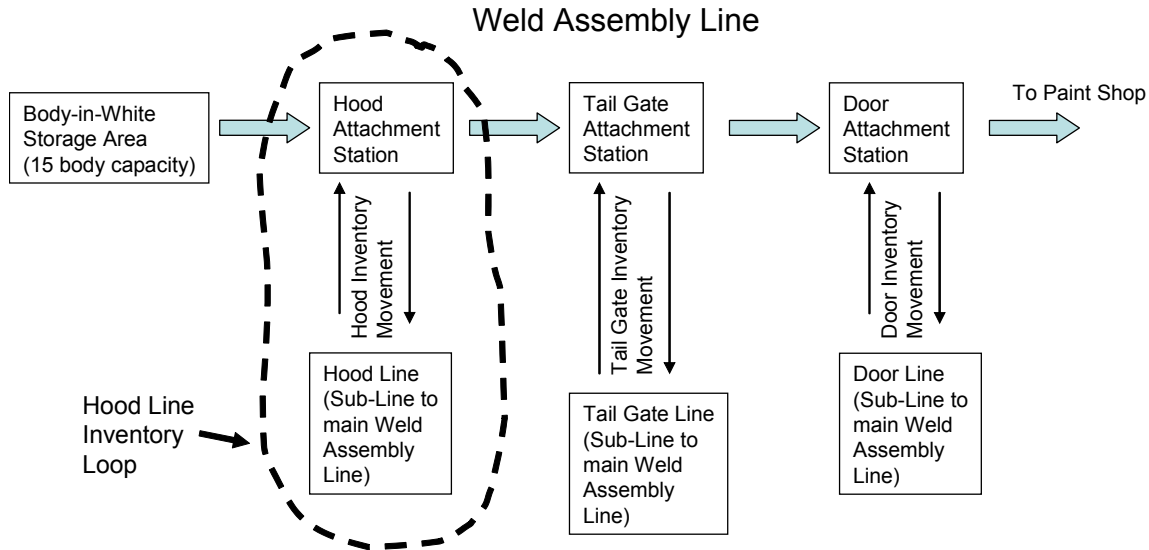 Weld Assembly Line
Body-in-White
Storage Area
(15 body capacity)
Hood
Attachment
Station
Tail Gate
Attachment
Station
Door
Attachment
Station
To Paint Shop
Hood Inventory
Movement
Tail Gate Inventory
Movement
Door Inventory
Movement
Hood Line
(Sub-Line to
main Weld
Assembly
Line)
Tail Gate Line
(Sub-Line to
main Weld
Assembly
Line)
Door Line
(Sub-Line to
main Weld
Assembly
Line)
Hood Line
Inventory
Loop